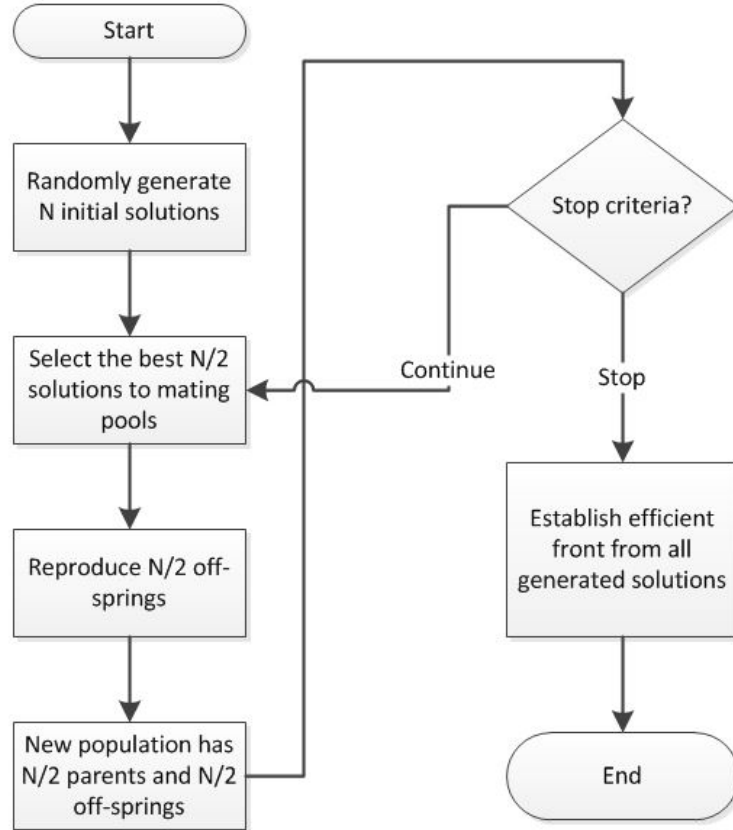 Start
Randomly generate
N initial solutions
Select the best N/2
solutions to mating
pools
Reproduce N/2 off-
springs
New population has
N/2 parents and N/2
off-springs
Stop criteria?
Continue
Stop
Establish efficient
front from all
generated solutions
End